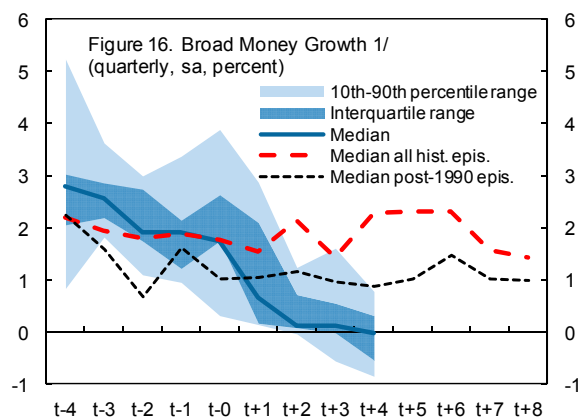 Figure 16. Broad Money Growth 1/
(quarterly, sa, percent)
10th-90th percentile range
Interquartile range
Median
Median all hist. epis.
Median post-1990 epis.
6 6
5 5
4 4
3 3
2 2
1 1
0 0
-1 -1
t-4 t-3 t-2 t-1 t-0 t+1 t+2 t+3 t+4 t+5 t+6 t+7 t+8